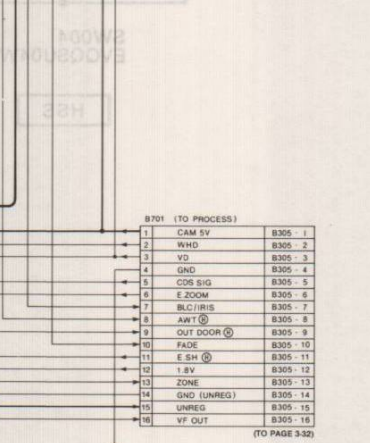 SW004
EVQQSU04W
HSS
B701 (TO PROCESS)
1 CAM 5V B305 - 1
2 WHD B305 - 2
3 VD B305 - 3
4 GND B305 - 4
5 CDS SIG B305 - 5
6 E.ZOOM B305 - 6
7 BLC/IRIS B305 - 7
8 AWT Ⓗ B305 - 8
9 OUT DOOR Ⓗ B305 - 9
10 FADE B305 - 10
11 E.SH Ⓗ B305 - 11
12 1.8V B305 - 12
13 ZONE B305 - 13
14 GND (UNREG) B305 - 14
15 UNREG B305 - 15
16 VF OUT B305 - 16
(TO PAGE 3-32)